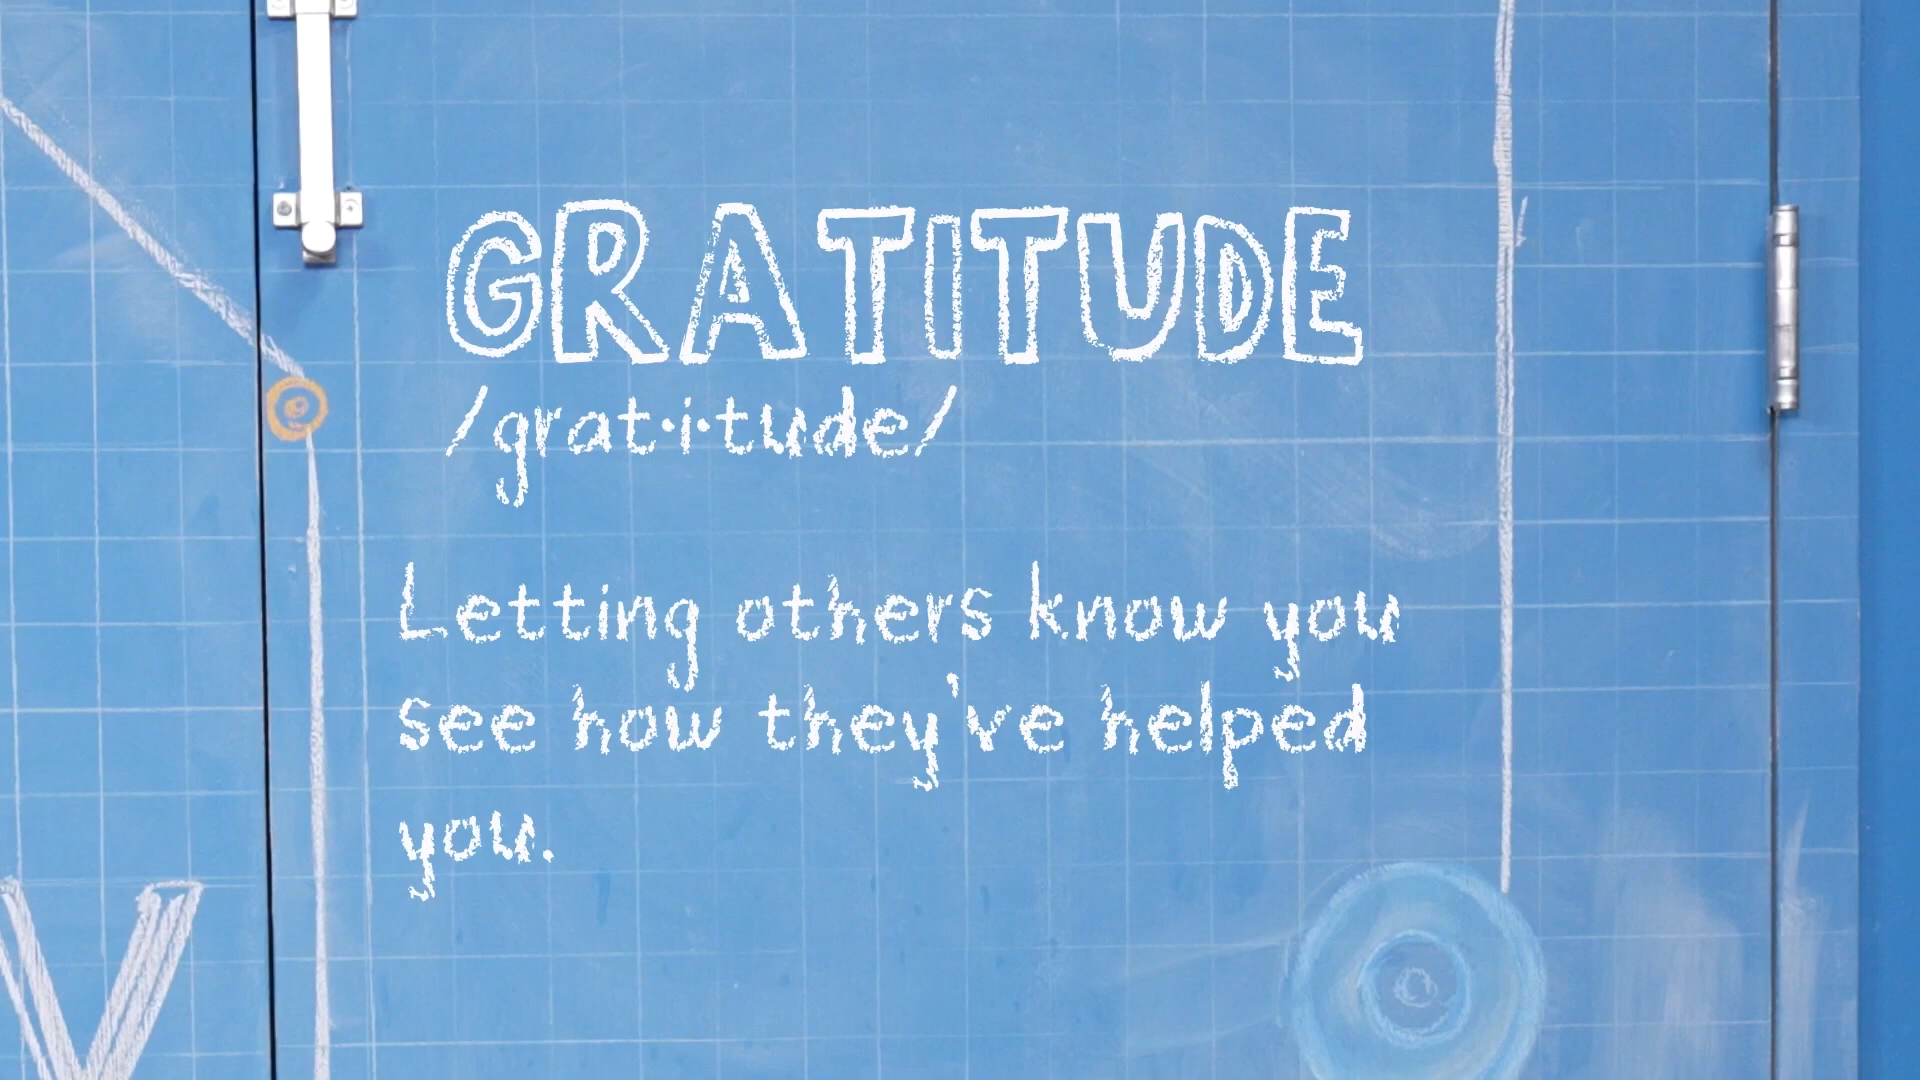 GRATITUDE
/grat·i·tude/
Letting others know you
see how they've helped
you.